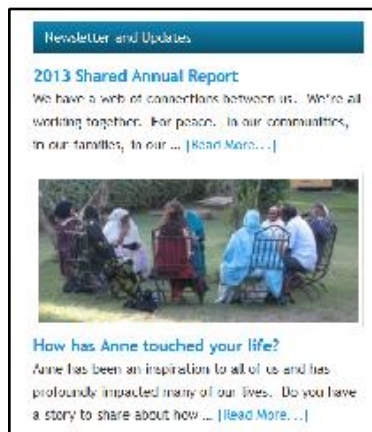 Newsletter and Updates
2013 Shared Annual Report
We have a web of connections between us. We're all
working together. For peace. In our communities,
in our families, in our ... [Read More...]
How has Anne touched your life?
Anne has been an inspiration to all of us and has
profoundly impacted many of our lives. Do you have
a story to share about how ... [Read More...]